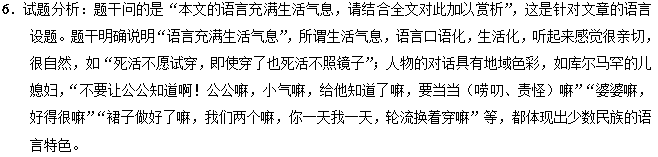 6．试题分析：题干问的是“本文的语言充满生活气息，请结合全文对此加以赏析”，这是针对文章的语言
设题。题干明确说明“语言充满生活气息”，所谓生活气息，语言口语化，生活化，听起来感觉很亲切，
很自然，如“死活不愿试穿，即使穿了也死活不照镜子”；人物的对话具有地域色彩，如库尔马罕的儿
媳妇，“不要让公公知道啊！公公嘛，小气嘛，给他知道了嘛，要当当（唠叨、责怪）嘛”“婆婆嘛，
好得很嘛”“裙子做好了嘛，我们两个嘛，你一天我一天，轮流换着穿嘛”等，都体现出少数民族的语
言特色。